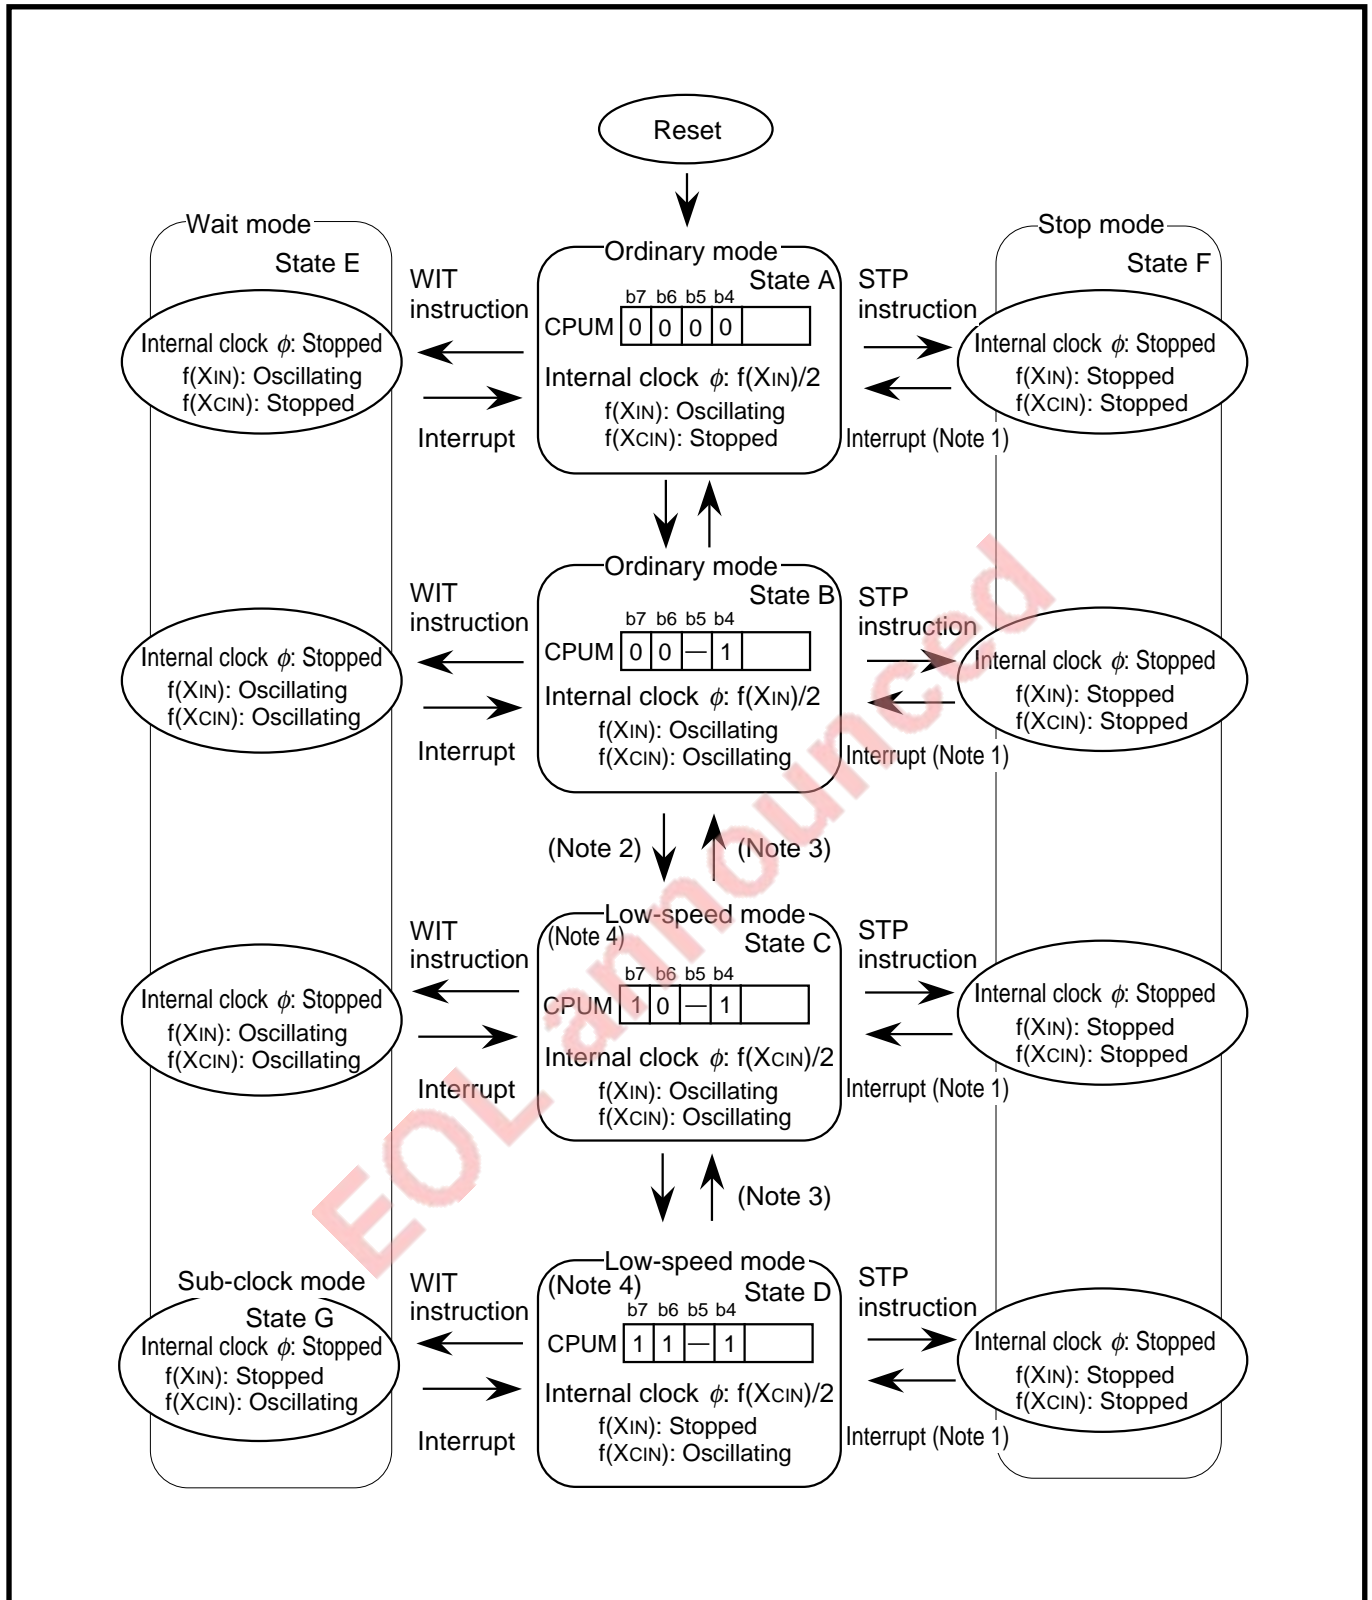 Reset
Wait mode
State E
WIT
instruction
Internal clock ϕ: Stopped
f(XIN): Oscillating
f(XCIN): Stopped
Interrupt
Ordinary mode
State A
b7 b6 b5 b4
CPUM 0 0 0 0
Internal clock ϕ: f(XIN)/2
f(XIN): Oscillating
f(XCIN): Stopped
Stop mode
State F
STP
instruction
Internal clock ϕ: Stopped
f(XIN): Stopped
f(XCIN): Stopped
Interrupt (Note 1)
WIT
instruction
Internal clock ϕ: Stopped
f(XIN): Oscillating
f(XCIN): Oscillating
Interrupt
Ordinary mode
State B
b7 b6 b5 b4
CPUM 0 0 — 1
Internal clock ϕ: f(XIN)/2
f(XIN): Oscillating
f(XCIN): Oscillating
STP
instruction
Internal clock ϕ: Stopped
f(XIN): Stopped
f(XCIN): Stopped
Interrupt (Note 1)
(Note 2) (Note 3)
WIT
instruction
Internal clock ϕ: Stopped
f(XIN): Oscillating
f(XCIN): Oscillating
Interrupt
Low-speed mode
(Note 4)
State C
b7 b6 b5 b4
CPUM 1 0 — 1
Internal clock ϕ: f(XCIN)/2
f(XIN): Oscillating
f(XCIN): Oscillating
STP
instruction
Internal clock ϕ: Stopped
f(XIN): Stopped
f(XCIN): Stopped
Interrupt (Note 1)
(Note 3)
Sub-clock mode
State G
WIT
instruction
Internal clock ϕ: Stopped
f(XIN): Stopped
f(XCIN): Oscillating
Interrupt
Low-speed mode
(Note 4)
State D
b7 b6 b5 b4
CPUM 1 1 — 1
Internal clock ϕ: f(XCIN)/2
f(XIN): Stopped
f(XCIN): Oscillating
STP
instruction
Internal clock ϕ: Stopped
f(XIN): Stopped
f(XCIN): Stopped
Interrupt (Note 1)
EOL announced